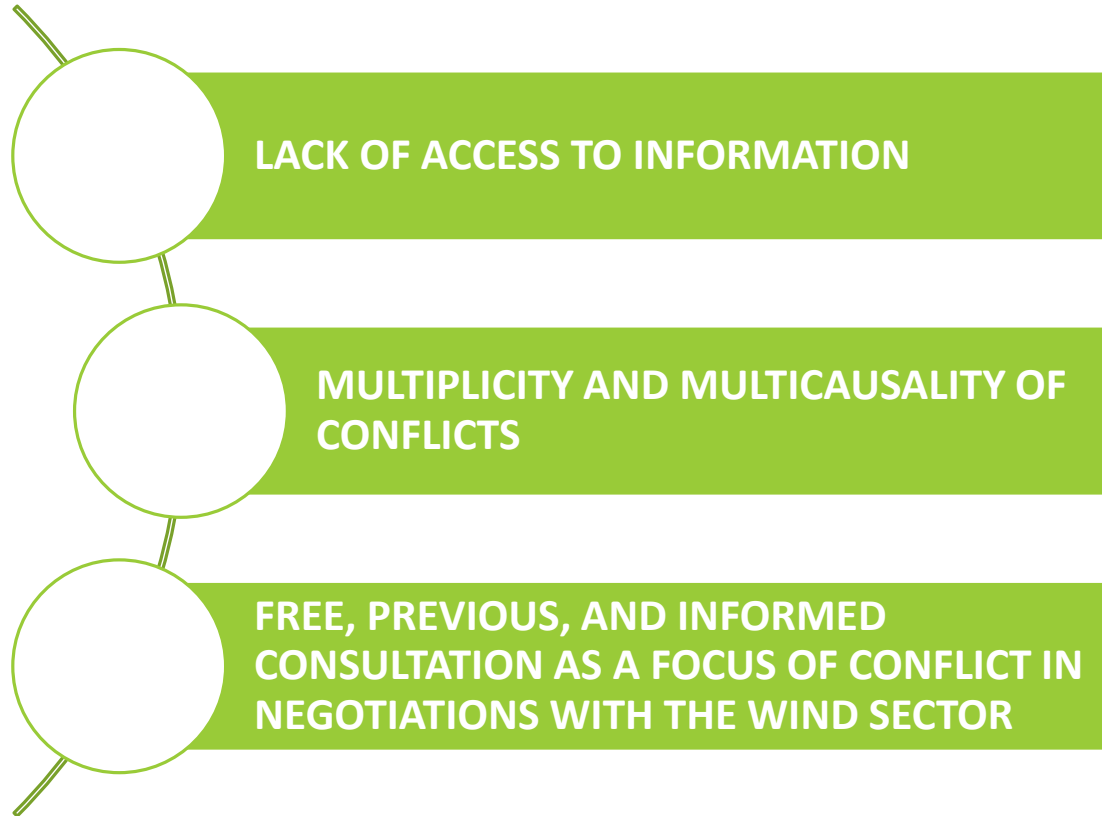 LACK OF ACCESS TO INFORMATION
MULTIPLICITY AND MULTICAUSALITY OF
CONFLICTS
FREE, PREVIOUS, AND INFORMED
CONSULTATION AS A FOCUS OF CONFLICT IN
NEGOTIATIONS WITH THE WIND SECTOR